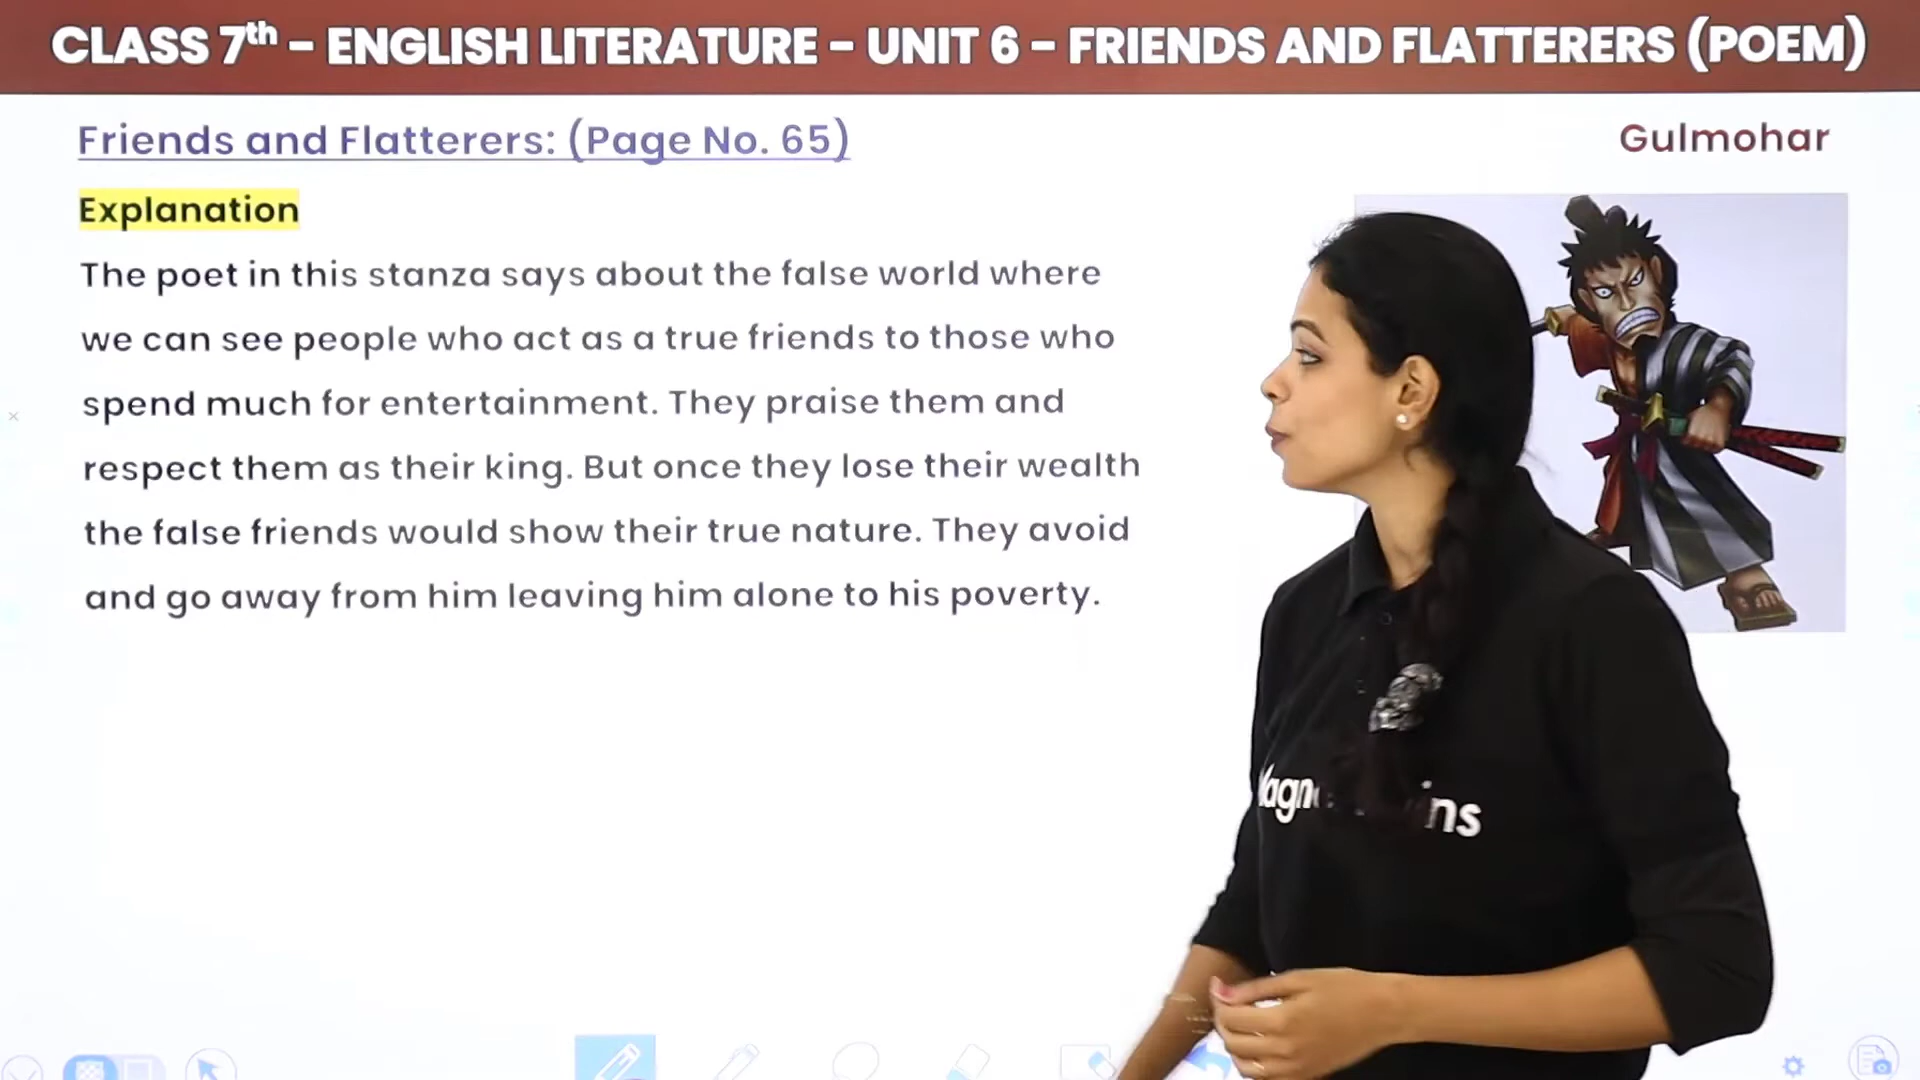 CLASS 7th – ENGLISH LITERATURE – UNIT 6 – FRIENDS AND FLATTERERS (POEM)
Friends and Flatterers: (Page No. 65)
Gulmohar
Explanation
The poet in this stanza says about the false world where
we can see people who act as a true friends to those who
spend much for entertainment. They praise them and
respect them as their king. But once they lose their wealth
the false friends would show their true nature. They avoid
and go away from him leaving him alone to his poverty.